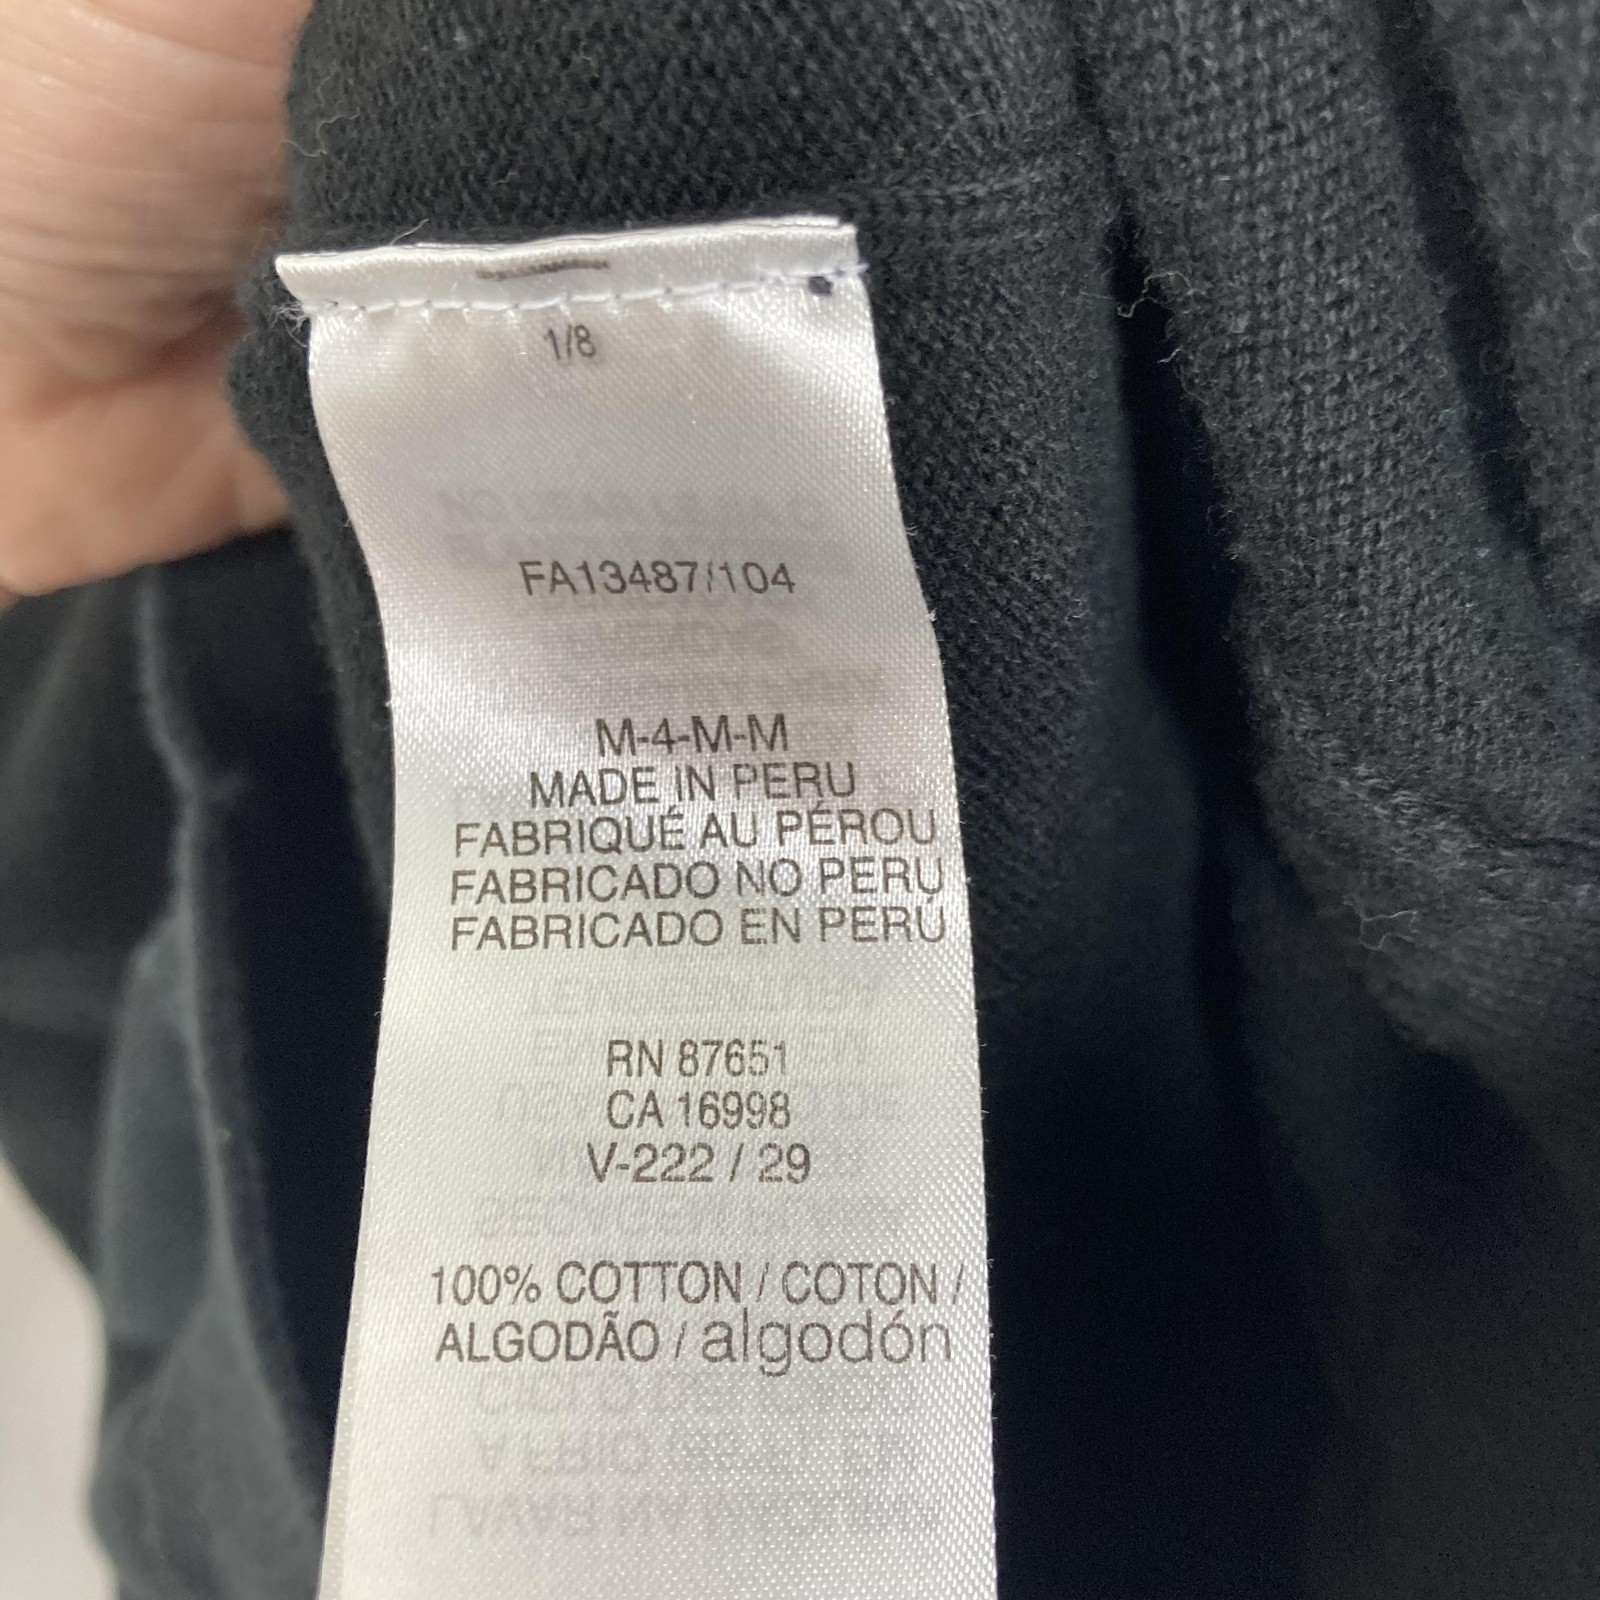 1/8
FA13487/104
M-4-M-M
MADE IN PERU
FABRIQUÉ AU PÉROU
FABRICADO NO PERU
FABRICADO EN PERÚ
RN 87651
CA 16998
V-222 / 29
100% COTTON / COTON /
ALGODÃO / algodón